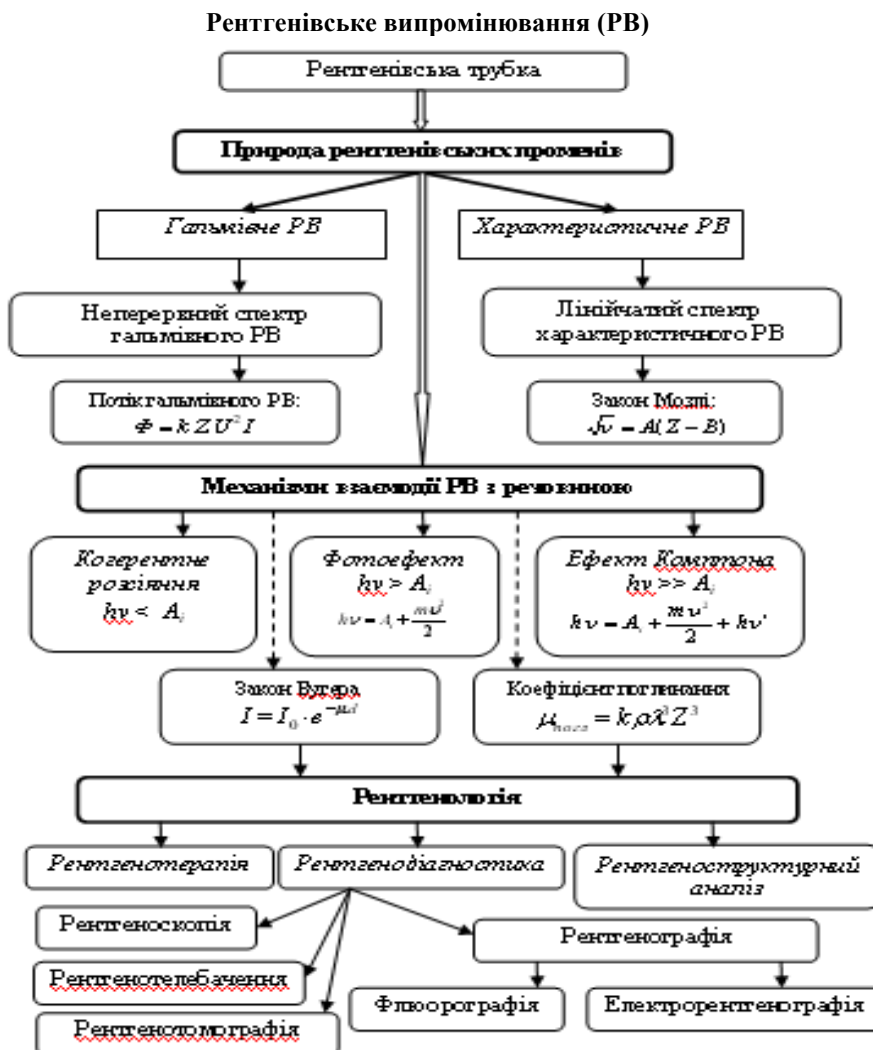 Рентгенівське випромінювання (РВ)
Рентгенівська трубка
Природа рентгенівських променів
Гальмівне РВ
Характеристичне РВ
Неперервний спектр
гальмівного РВ
Лінійчатий спектр
характеристичного РВ
Потік гальмівного РВ:
Φ = k Z U² I
Закон Мозлі:
√ν = A(Z − B)
Механізми взаємодії РВ з речовиною
Когерентне
розсіяння
hν < Aᵢ
Фотоефект
hν > Aᵢ
hν = Aᵢ + mυ²/2
Ефект Комптона
hν >> Aᵢ
hν = Aᵢ + mυ²/2 + hν'
Закон Бугера
I = I₀ · e^(−μd)
Коефіцієнт поглинання
μпогл = kρλ³Z³
Рентгенологія
Рентгенотерапія
Рентгенодіагностика
Рентгеноструктурний
аналіз
Рентгеноскопія
Рентгенографія
Рентгенотелебачення
Флюорографія
Електрорентгенографія
Рентгенотомографія